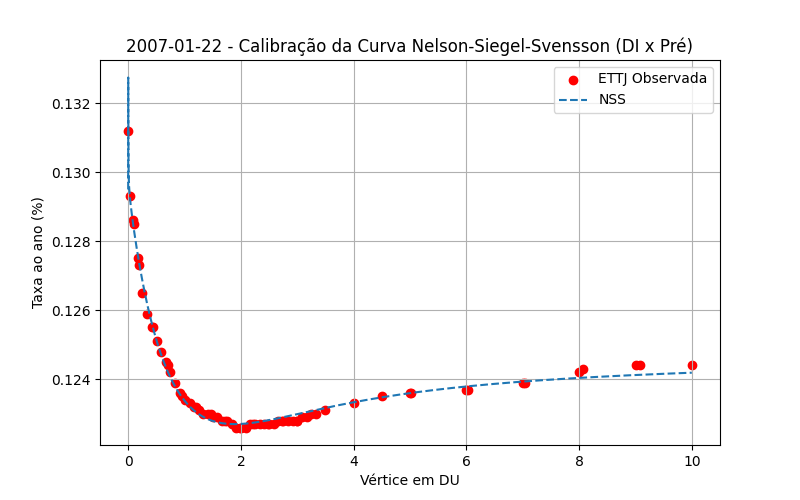 2007-01-22 - Calibração da Curva Nelson-Siegel-Svensson (DI x Pré)
ETTJ Observada
NSS
Taxa ao ano (%)
0.132
0.130
0.128
0.126
0.124
0 2 4 6 8 10
Vértice em DU